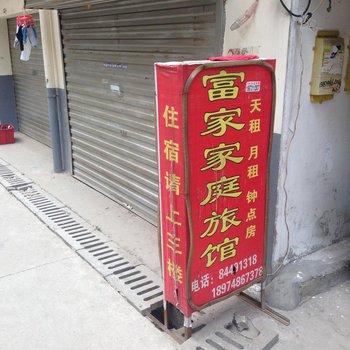 富家家庭旅馆
天租 月租 钟点房
电话：84491318
18974867378
住宿请上三楼